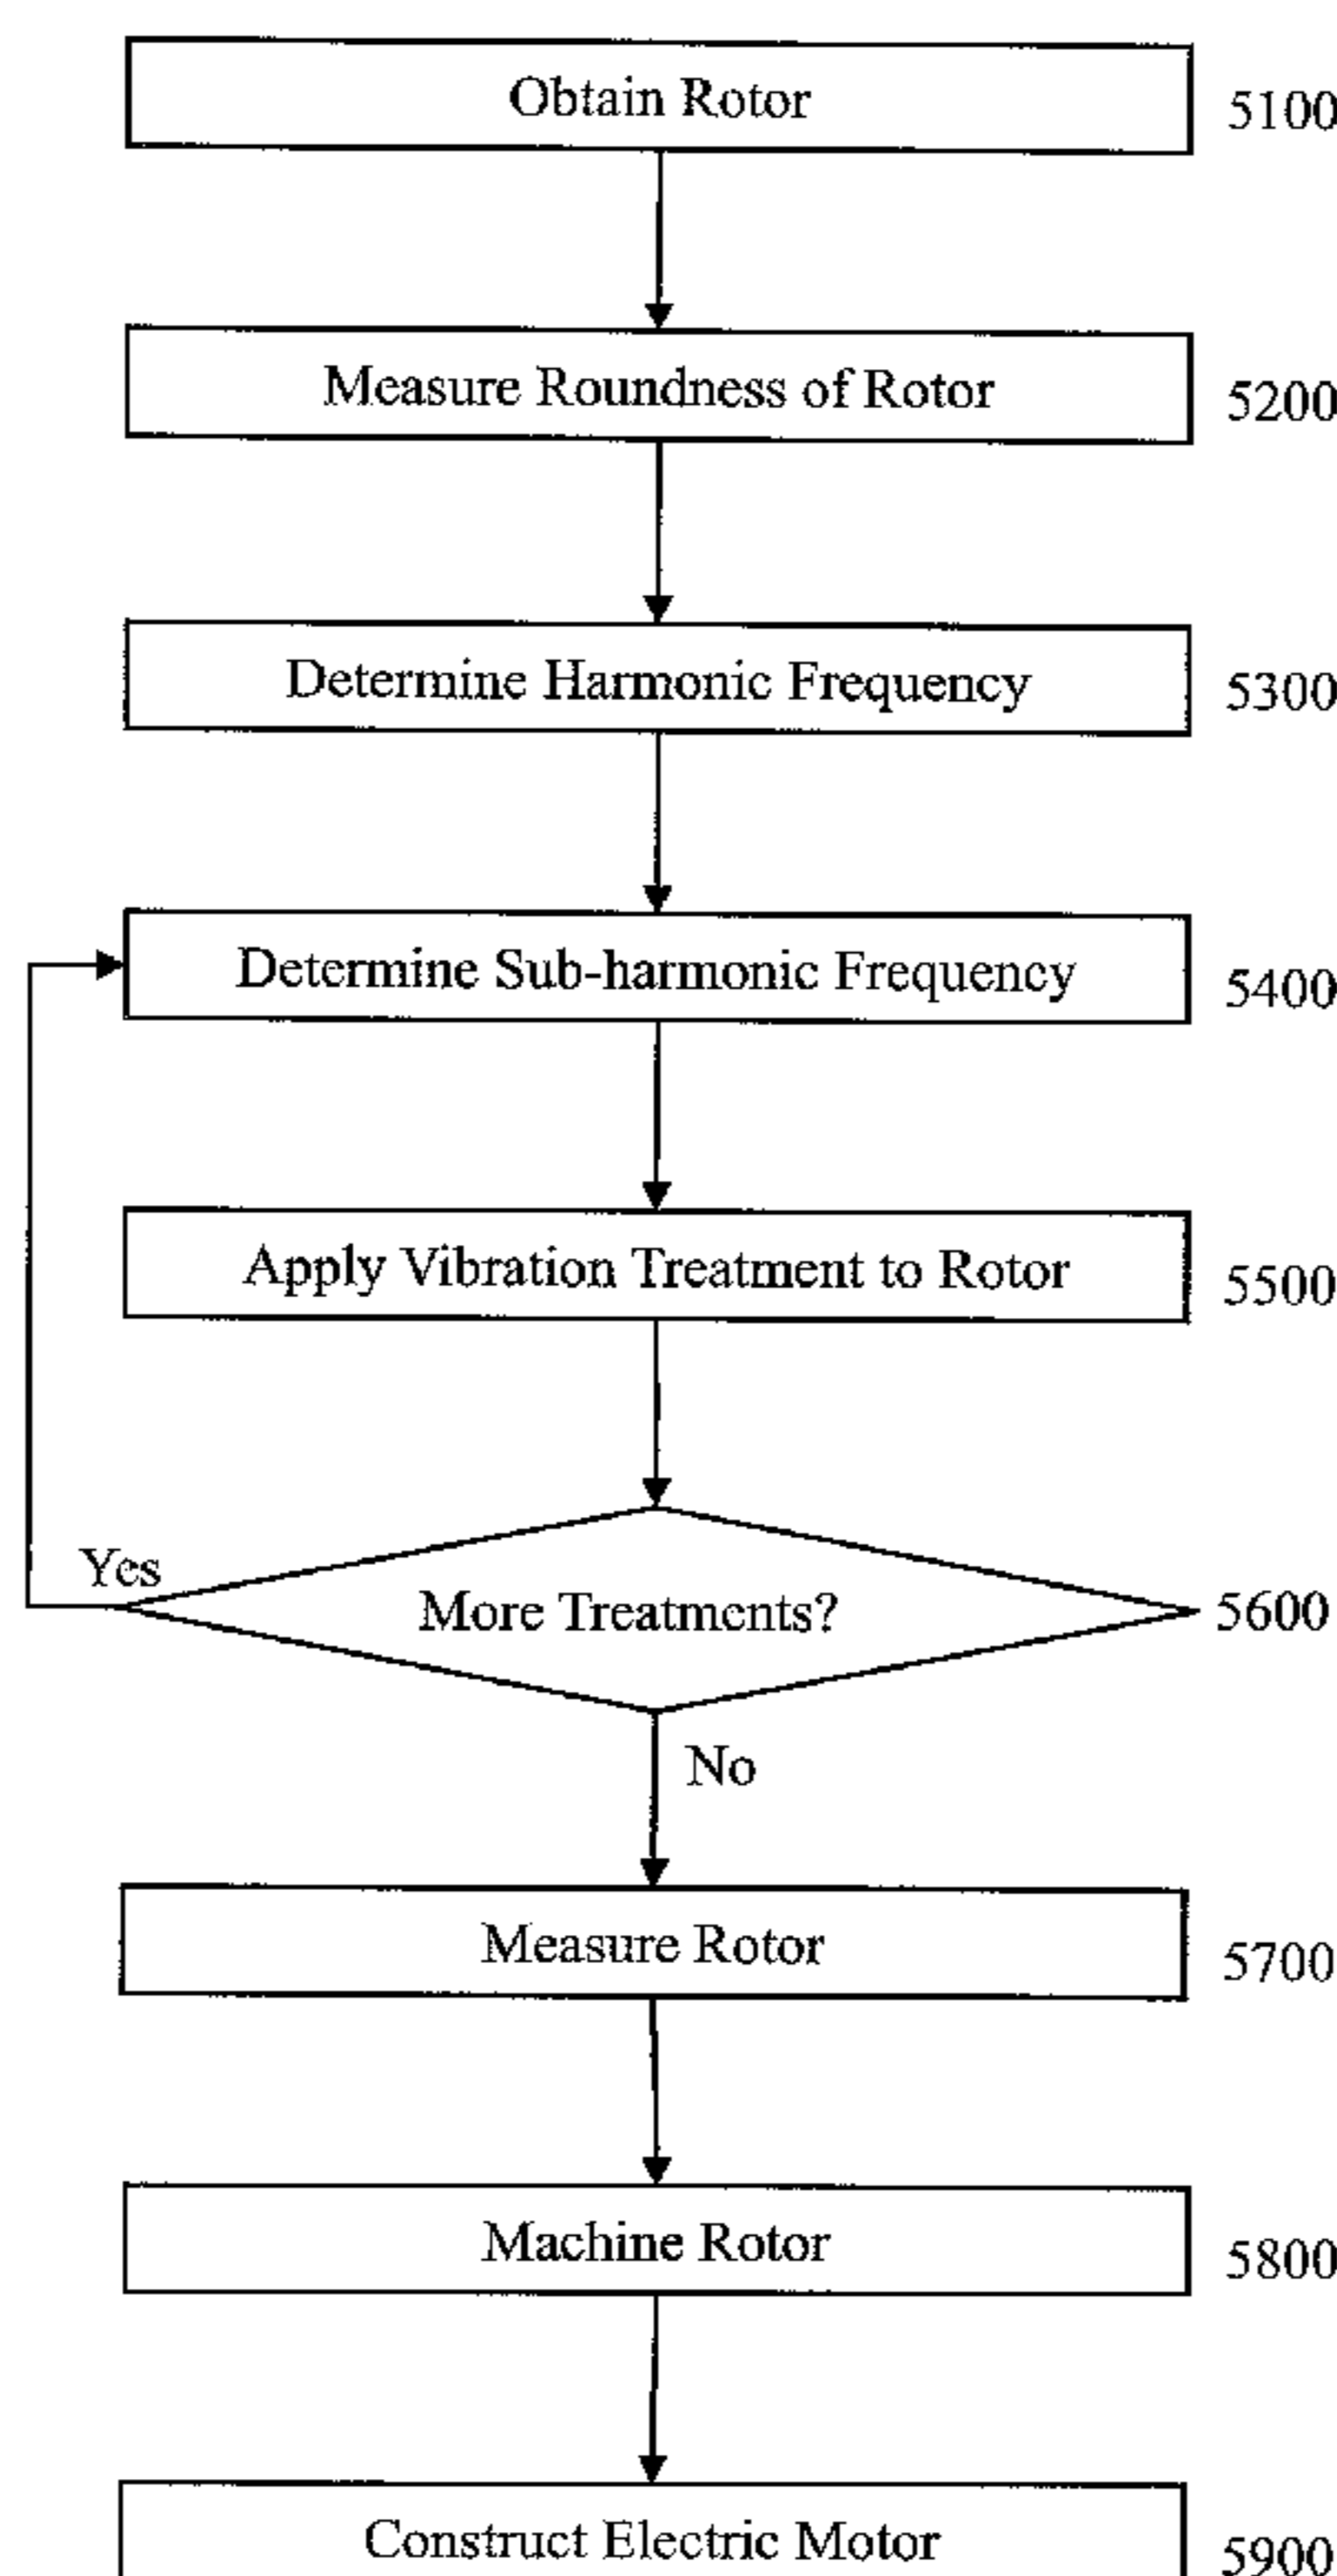 Obtain Rotor
5100
Measure Roundness of Rotor
5200
Determine Harmonic Frequency
5300
Determine Sub-harmonic Frequency
5400
Apply Vibration Treatment to Rotor
5500
Yes
More Treatments?
5600
No
Measure Rotor
5700
Machine Rotor
5800
Construct Electric Motor
5900